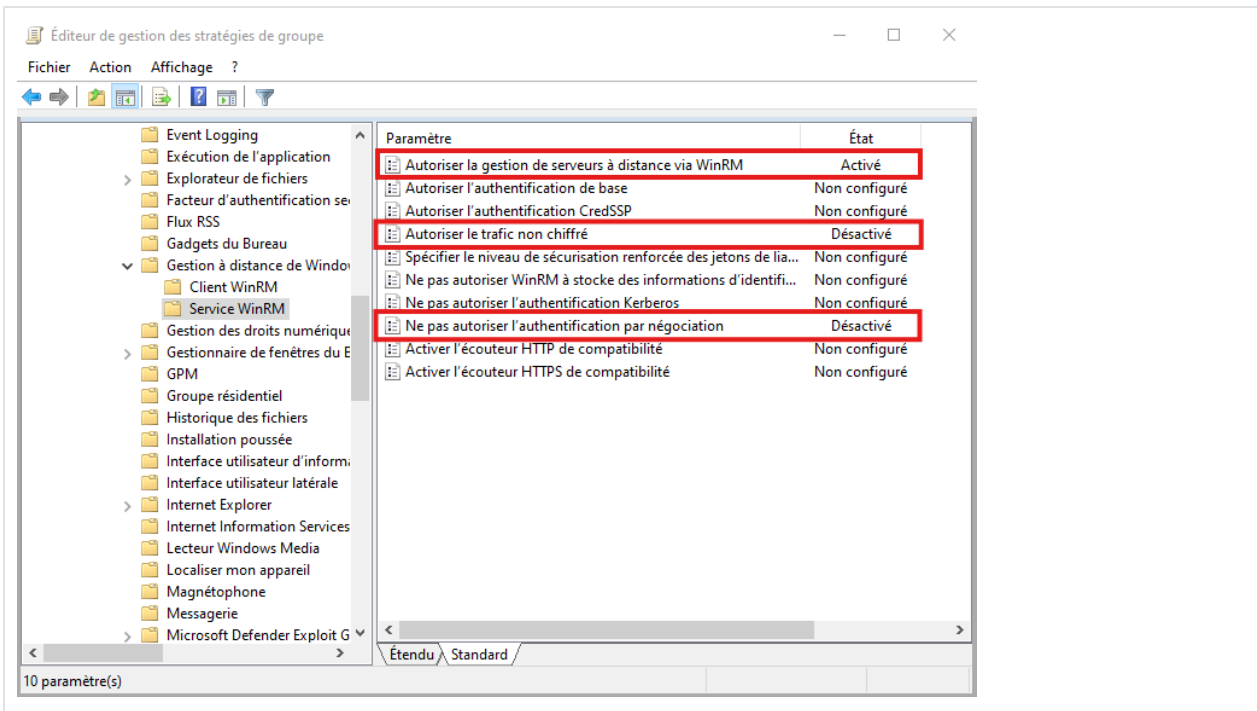 Éditeur de gestion des stratégies de groupe
Fichier Action Affichage ?
Event Logging
Exécution de l'application
Explorateur de fichiers
Facteur d'authentification se
Flux RSS
Gadgets du Bureau
Gestion à distance de Windo
Client WinRM
Service WinRM
Gestion des droits numérique
Gestionnaire de fenêtres du B
GPM
Groupe résidentiel
Historique des fichiers
Installation poussée
Interface utilisateur d'informa
Interface utilisateur latérale
Internet Explorer
Internet Information Services
Lecteur Windows Media
Localiser mon appareil
Magnétophone
Messagerie
Microsoft Defender Exploit G
Paramètre État
Autoriser la gestion de serveurs à distance via WinRM Activé
Autoriser l'authentification de base Non configuré
Autoriser l'authentification CredSSP Non configuré
Autoriser le trafic non chiffré Désactivé
Spécifier le niveau de sécurisation renforcée des jetons de lia... Non configuré
Ne pas autoriser WinRM à stocke des informations d'identifi... Non configuré
Ne pas autoriser l'authentification Kerberos Non configuré
Ne pas autoriser l'authentification par négociation Désactivé
Activer l'écouteur HTTP de compatibilité Non configuré
Activer l'écouteur HTTPS de compatibilité Non configuré
Étendu Standard
10 paramètre(s)